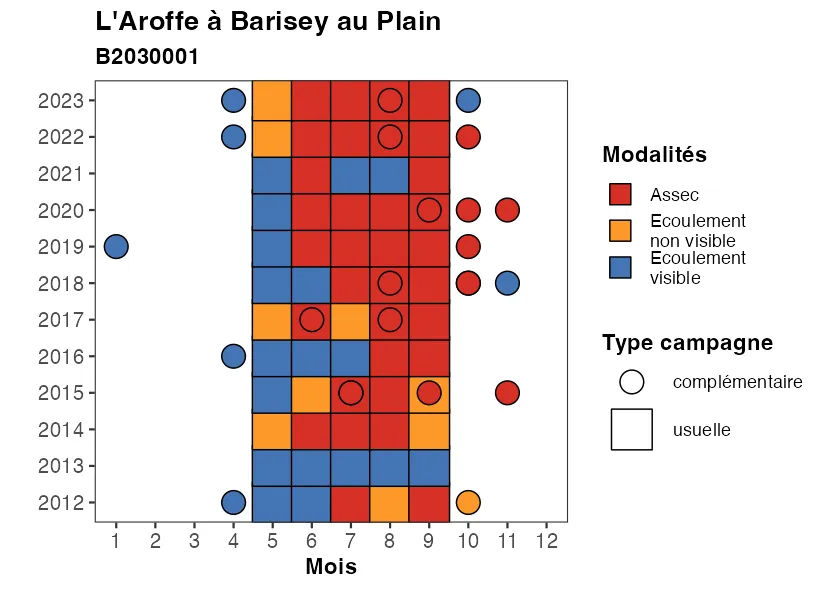 L'Aroffe à Barisey au Plain
B2030001
2023
2022
2021
2020
2019
2018
2017
2016
2015
2014
2013
2012
1 2 3 4 5 6 7 8 9 10 11 12
Mois
Modalités
Assec
Ecoulement
non visible
Ecoulement
visible
Type campagne
complémentaire
usuelle